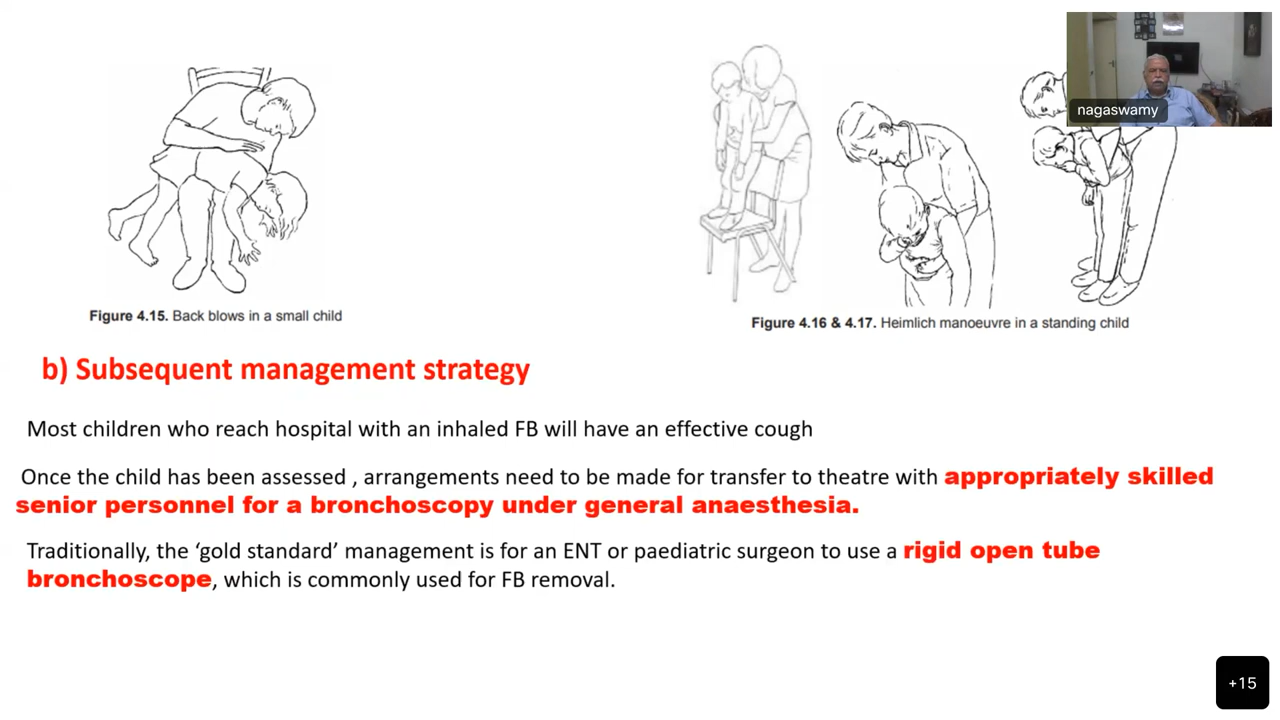 nagaswamy
Figure 4.15. Back blows in a small child
Figure 4.16 & 4.17. Heimlich manoeuvre in a standing child
b) Subsequent management strategy
Most children who reach hospital with an inhaled FB will have an effective cough
Once the child has been assessed , arrangements need to be made for transfer to theatre with appropriately skilled
senior personnel for a bronchoscopy under general anaesthesia.
Traditionally, the ‘gold standard’ management is for an ENT or paediatric surgeon to use a rigid open tube
bronchoscope, which is commonly used for FB removal.
+15